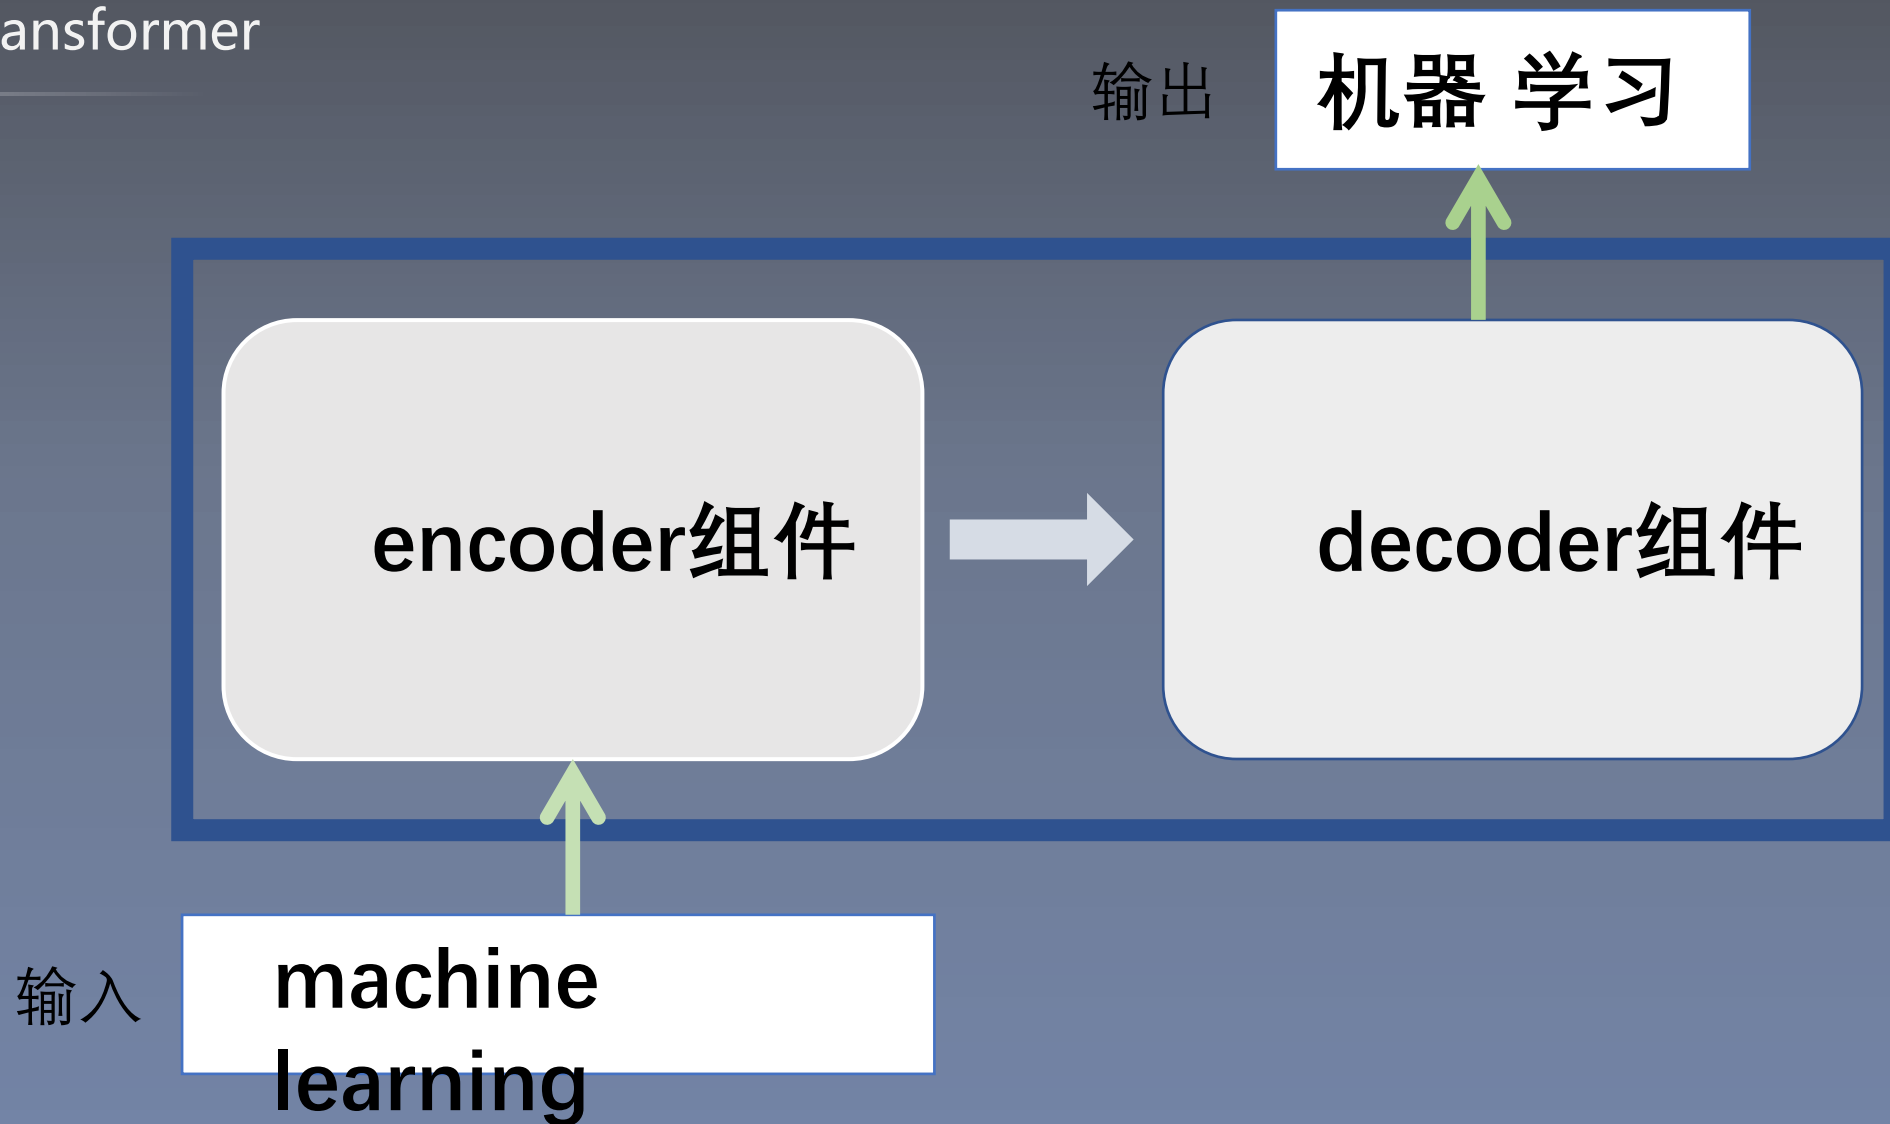 ansformer
输出
机器 学习
encoder组件
decoder组件
输入
machine
learning